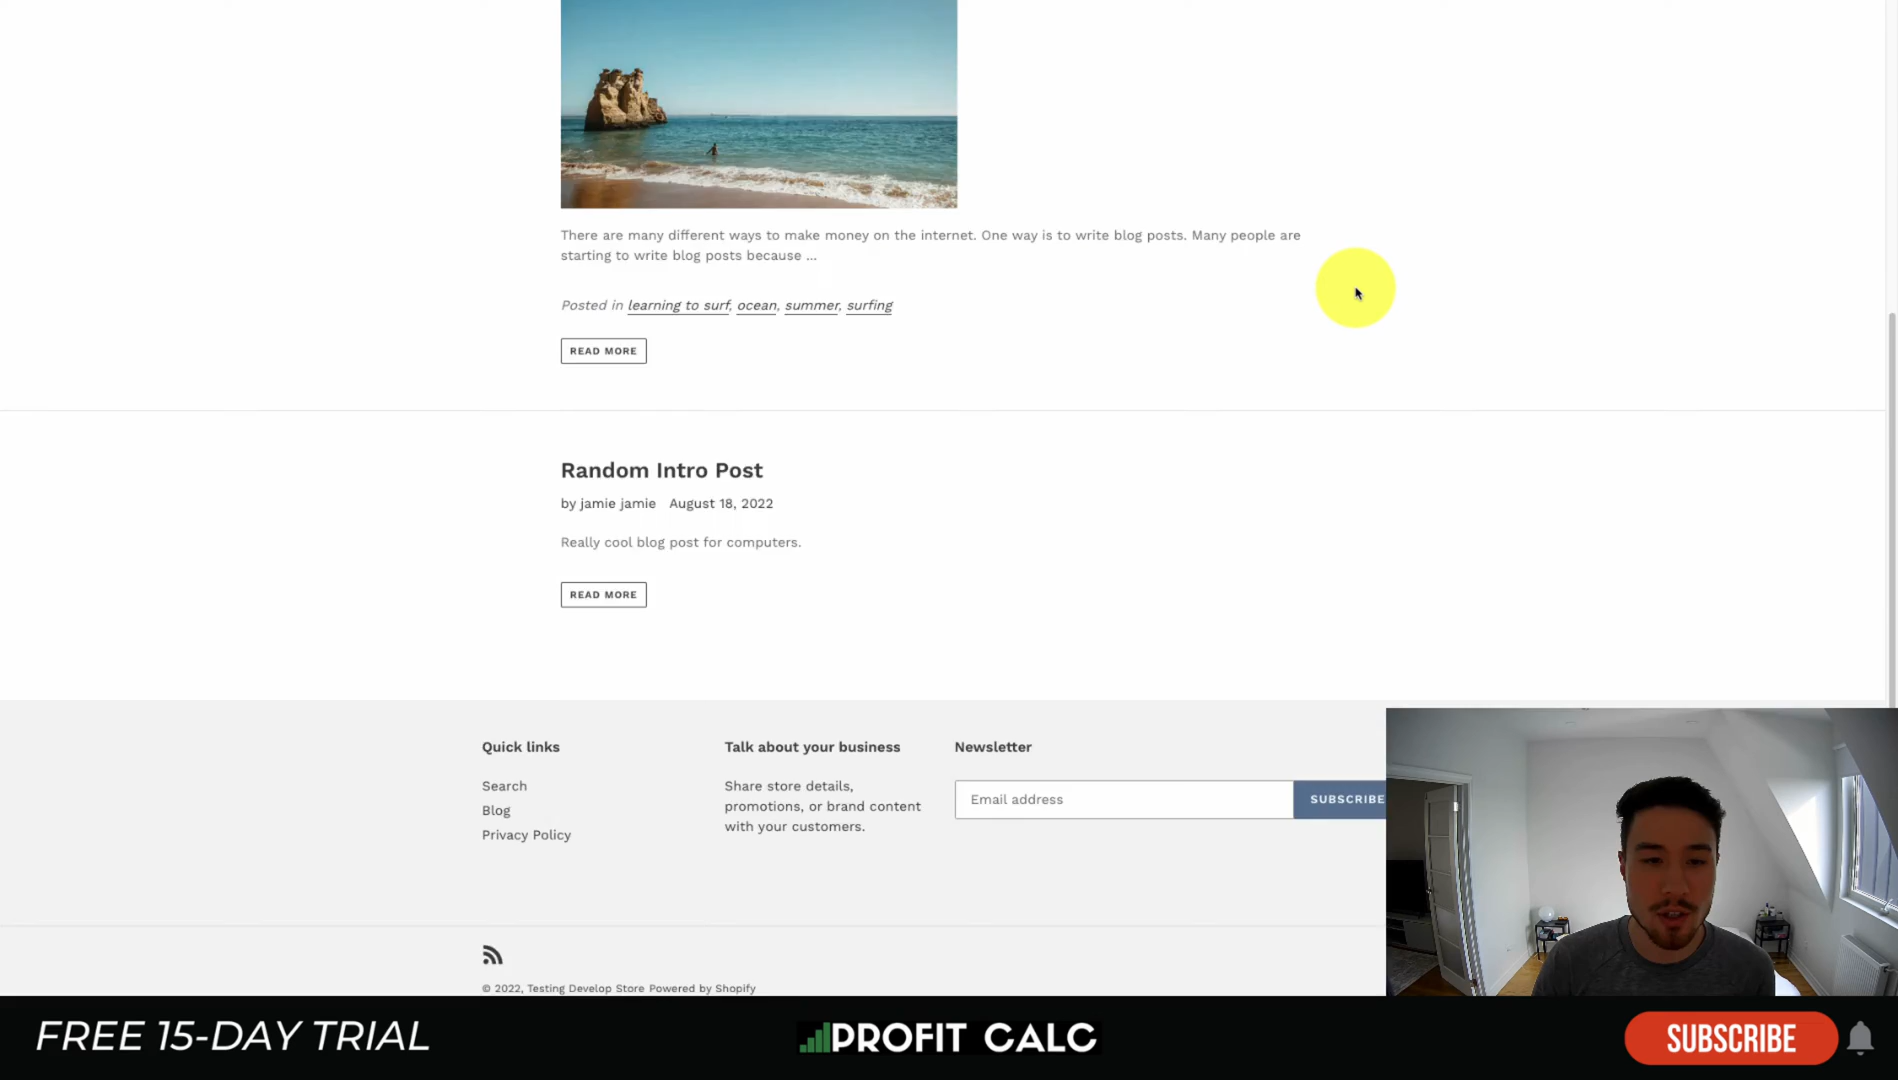 There are many different ways to make money on the internet. One way is to write blog posts. Many people are
starting to write blog posts because ...
Posted in learning to surf, ocean, summer, surfing
READ MORE
Random Intro Post
by jamie jamie August 18, 2022
Really cool blog post for computers.
READ MORE
Quick links
Search
Blog
Privacy Policy
Talk about your business
Share store details,
promotions, or brand content
with your customers.
Newsletter
Email address
SUBSCRIBE
© 2022, Testing Develop Store Powered by Shopify
FREE 15-DAY TRIAL
PROFIT CALC
SUBSCRIBE